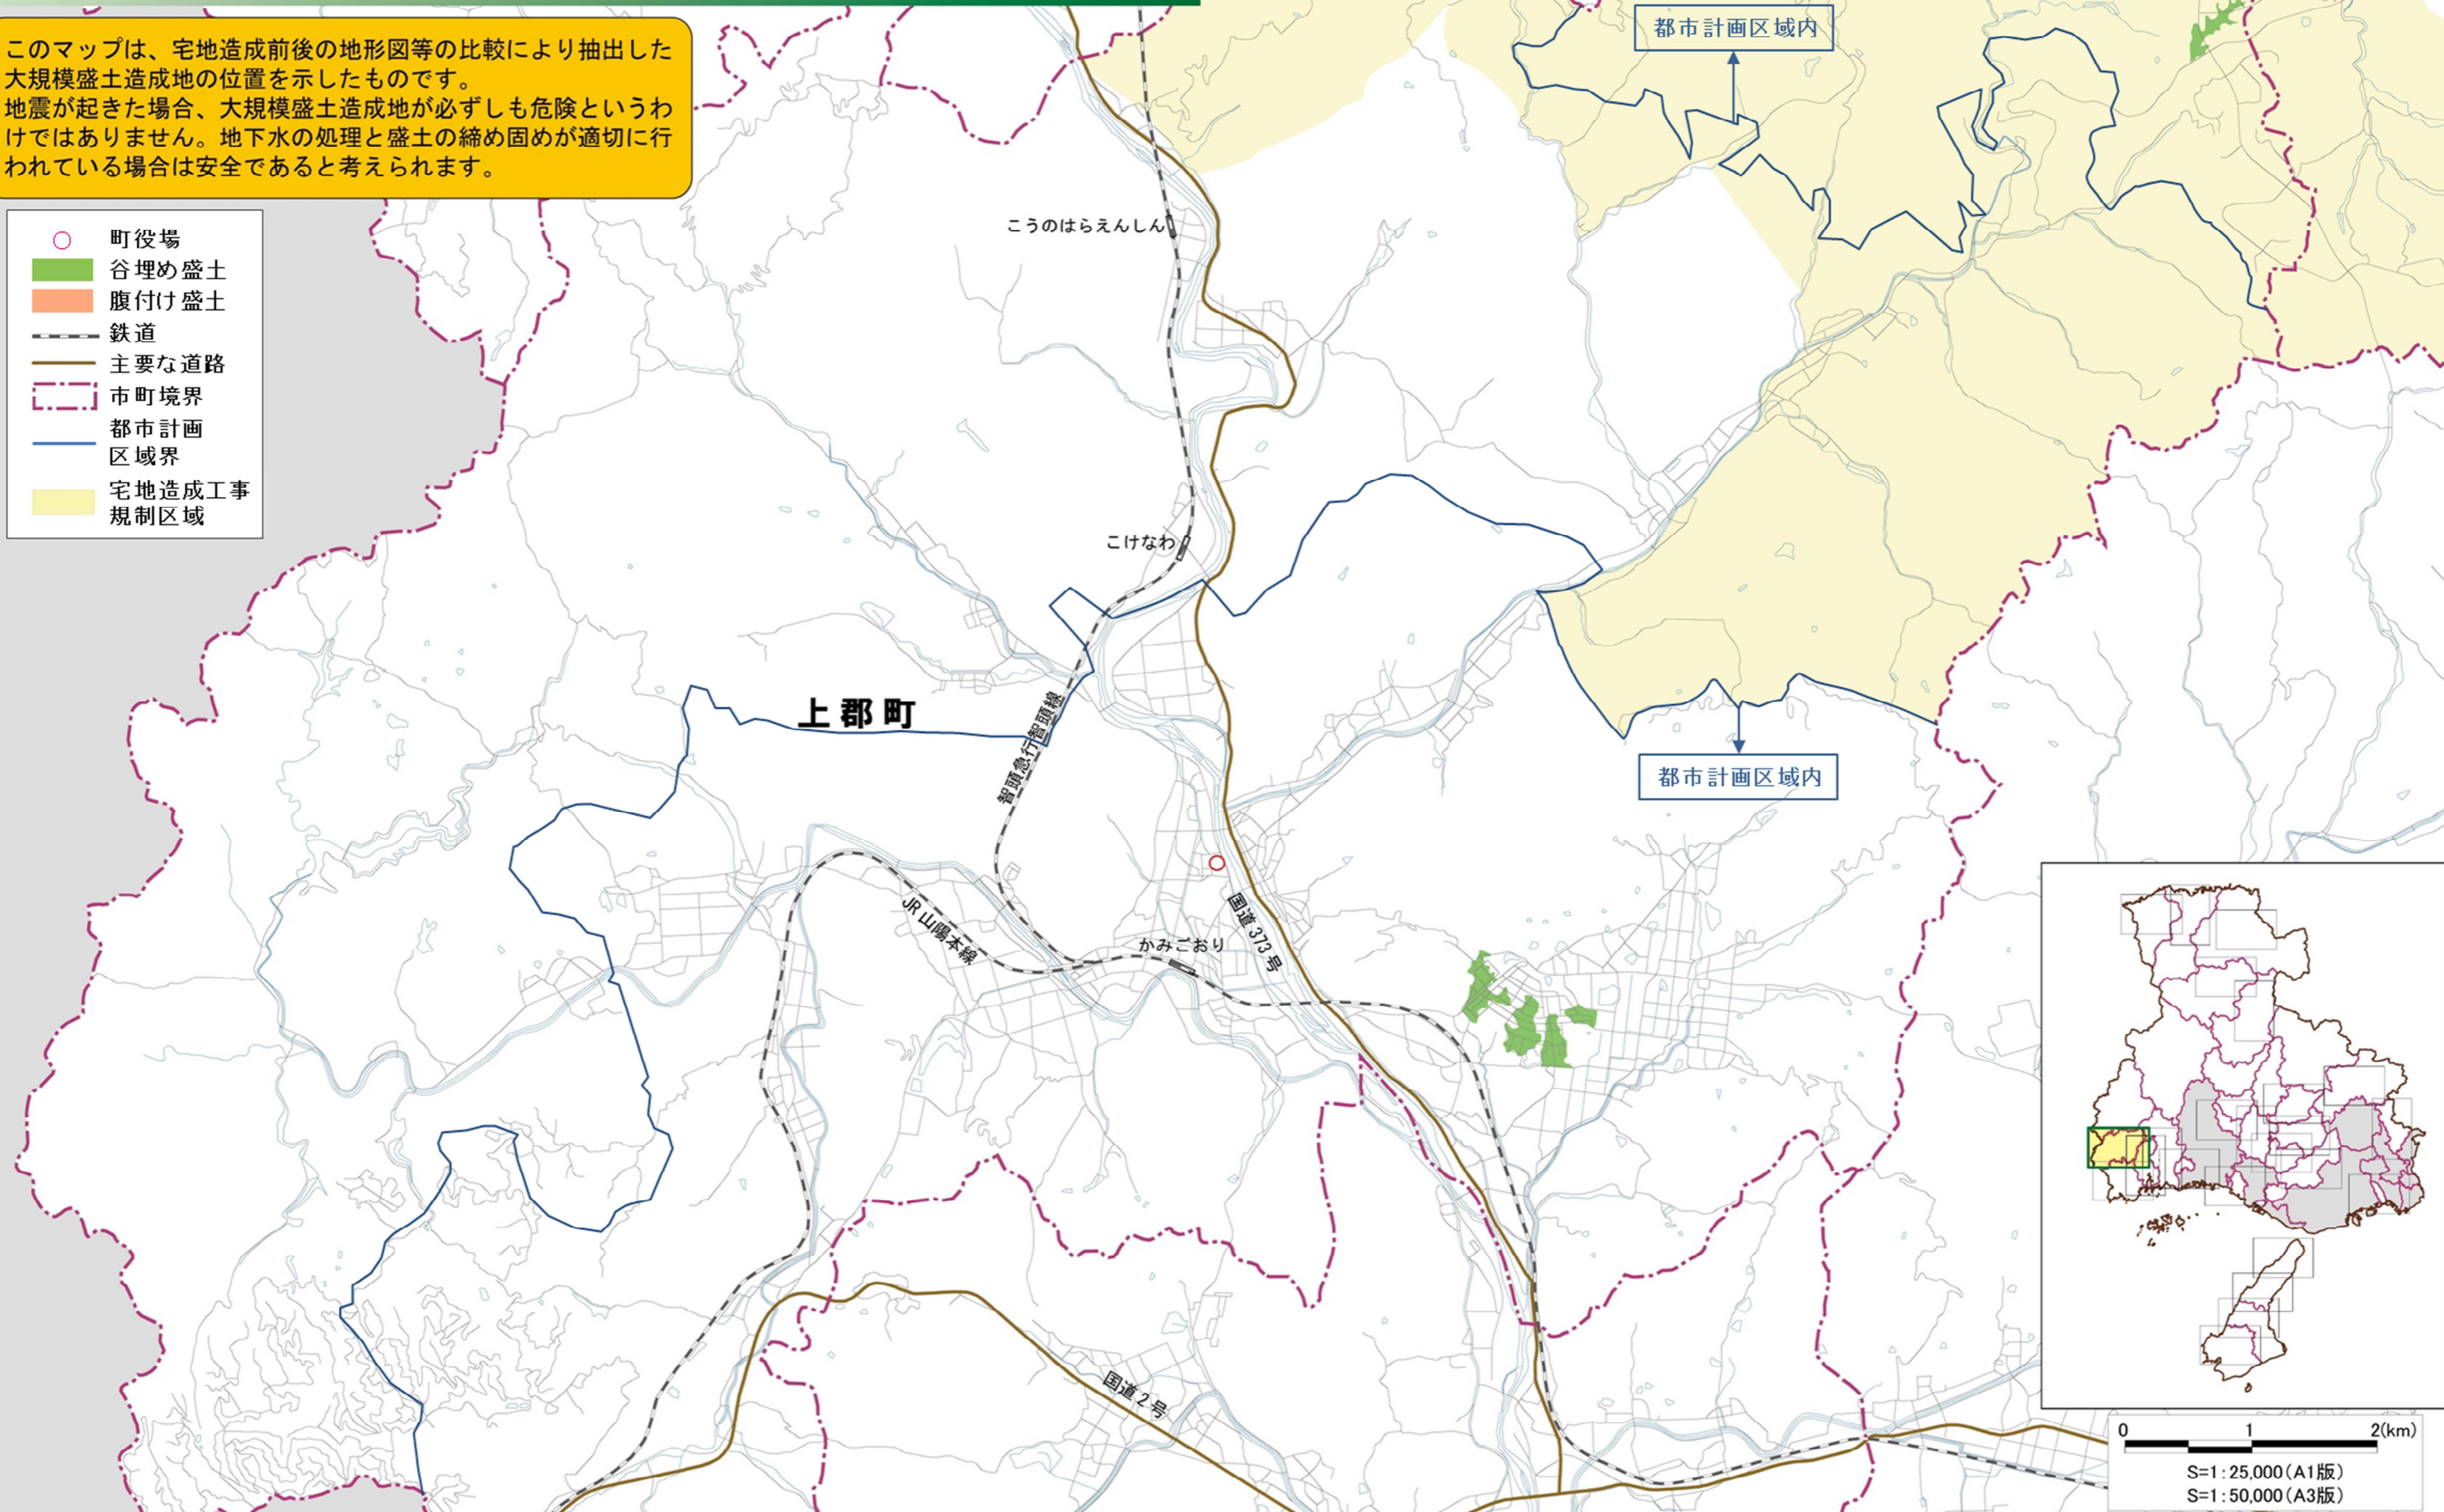 このマップは、宅地造成前後の地形図等の比較により抽出した
大規模盛土造成地の位置を示したものです。
地震が起きた場合、大規模盛土造成地が必ずしも危険というわ
けではありません。地下水の処理と盛土の締め固めが適切に行
われている場合は安全であると考えられます。
町役場
谷埋め盛土
腹付け盛土
鉄道
主要な道路
市町境界
都市計画
区域界
宅地造成工事
規制区域
都市計画区域内
こうのはらえんしん
こけなわ
上郡町
智頭急行智頭線
都市計画区域内
JR山陽本線
かみごおり
国道373号
国道2号
0 1 2(km)
S=1:25,000(A1版)
S=1:50,000(A3版)